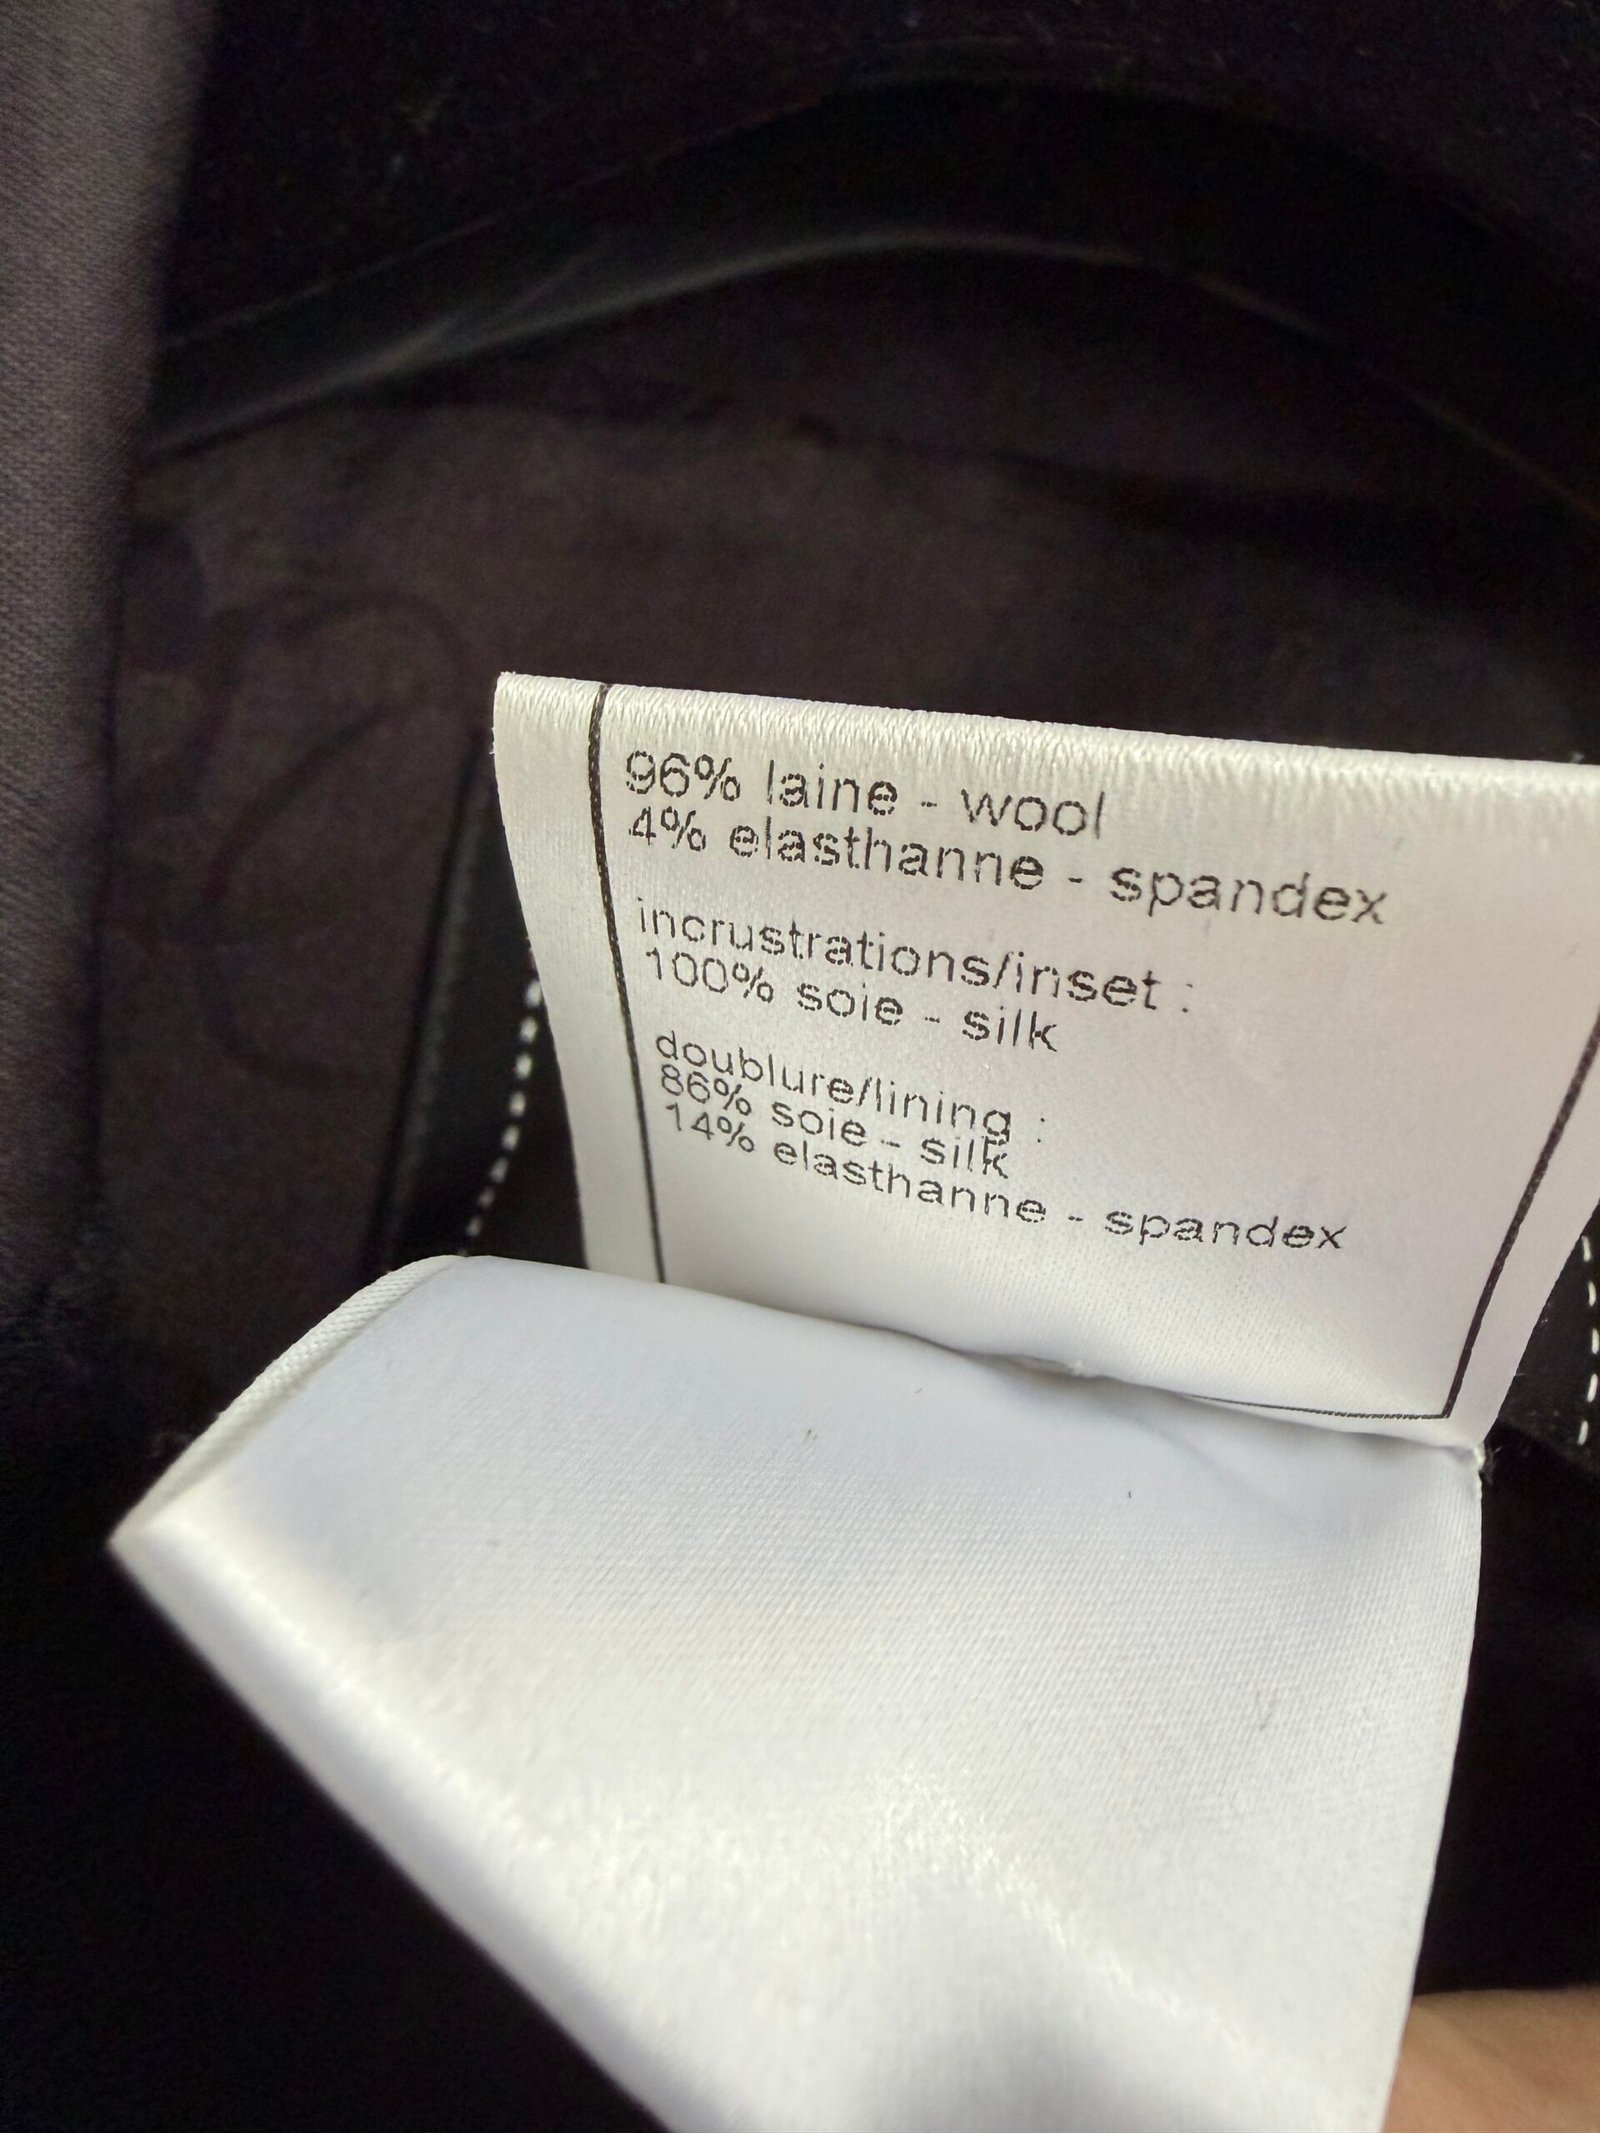 96% laine - wool
4% elasthanne - spandex
incrustrations/inset :
100% soie - silk
doublure/lining :
86% soie - silk
14% elasthanne - spandex